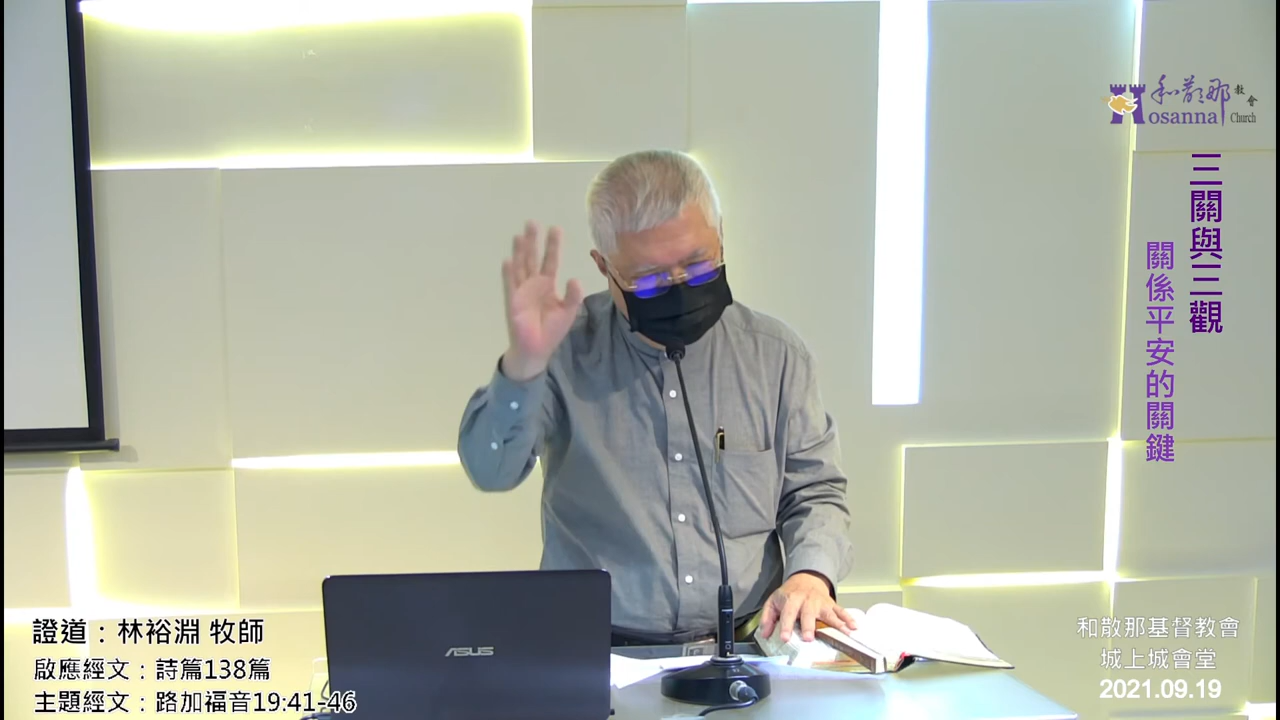 和散那教會
Hosanna Church
三關與三觀
關係平安的關鍵
ASUS
證道：林裕淵 牧師
啟應經文：詩篇138篇
主題經文：路加福音19:41-46
和散那基督教會
城上城會堂
2021.09.19